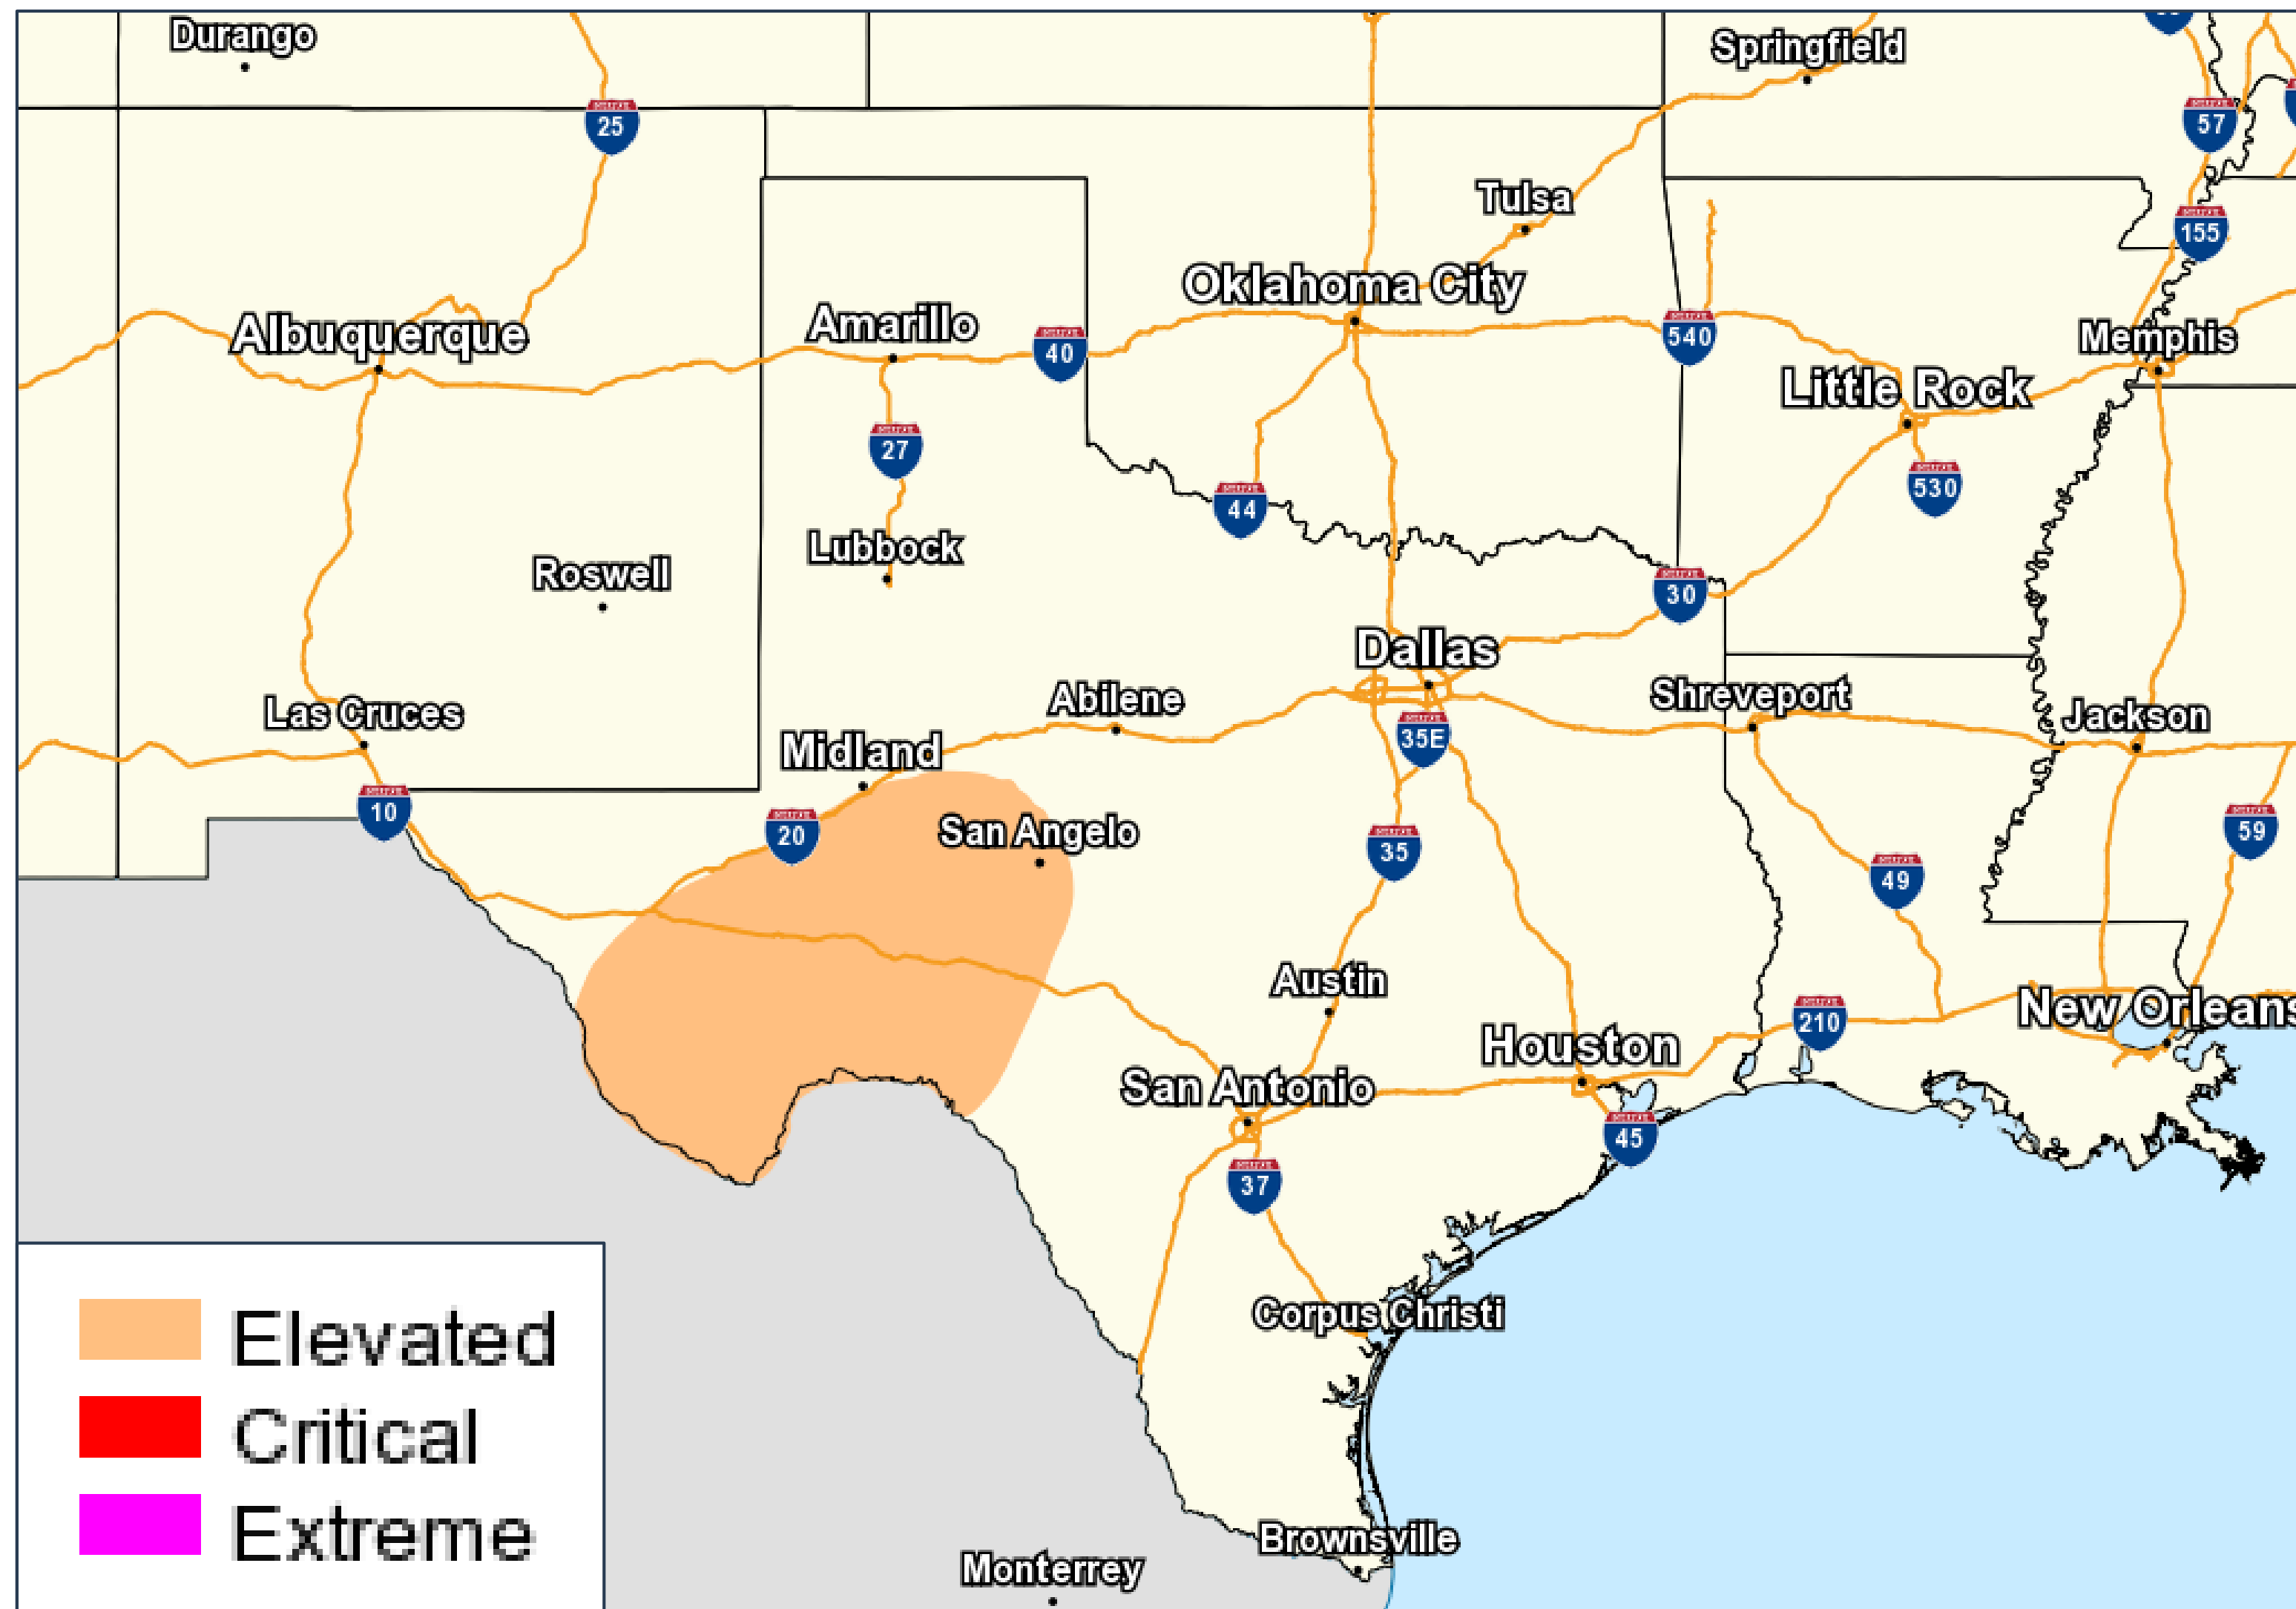 Durango
Springfield
25
57
Tulsa
155
Oklahoma City
Albuquerque
Amarillo
40
540
Memphis
Little Rock
27
530
44
Lubbock
Roswell
30
Dallas
Abilene
Shreveport
Las Cruces
Jackson
35E
Midland
10
20
San Angelo
59
35
49
Austin
New Orleans
210
Houston
San Antonio
45
37
Corpus Christi
Elevated
Critical
Extreme
Brownsville
Monterrey